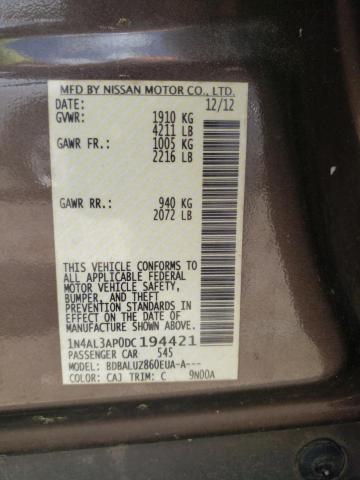 MFD BY NISSAN MOTOR CO., LTD.
DATE: 12/12
GVWR: 1910 KG
4211 LB
GAWR FR: 1005 KG
2216 LB
GAWR RR: 940 KG
2072 LB
THIS VEHICLE CONFORMS TO
ALL APPLICABLE FEDERAL
MOTOR VEHICLE SAFETY,
BUMPER, AND THEFT
PREVENTION STANDARDS IN
EFFECT ON THE DATE OF
MANUFACTURE SHOWN ABOVE.
1N4AL3AP0DC194421
PASSENGER CAR 545
MODEL: BDBALUZ860EUA-A---
COLOR: CAJ TRIM: C 9N00A